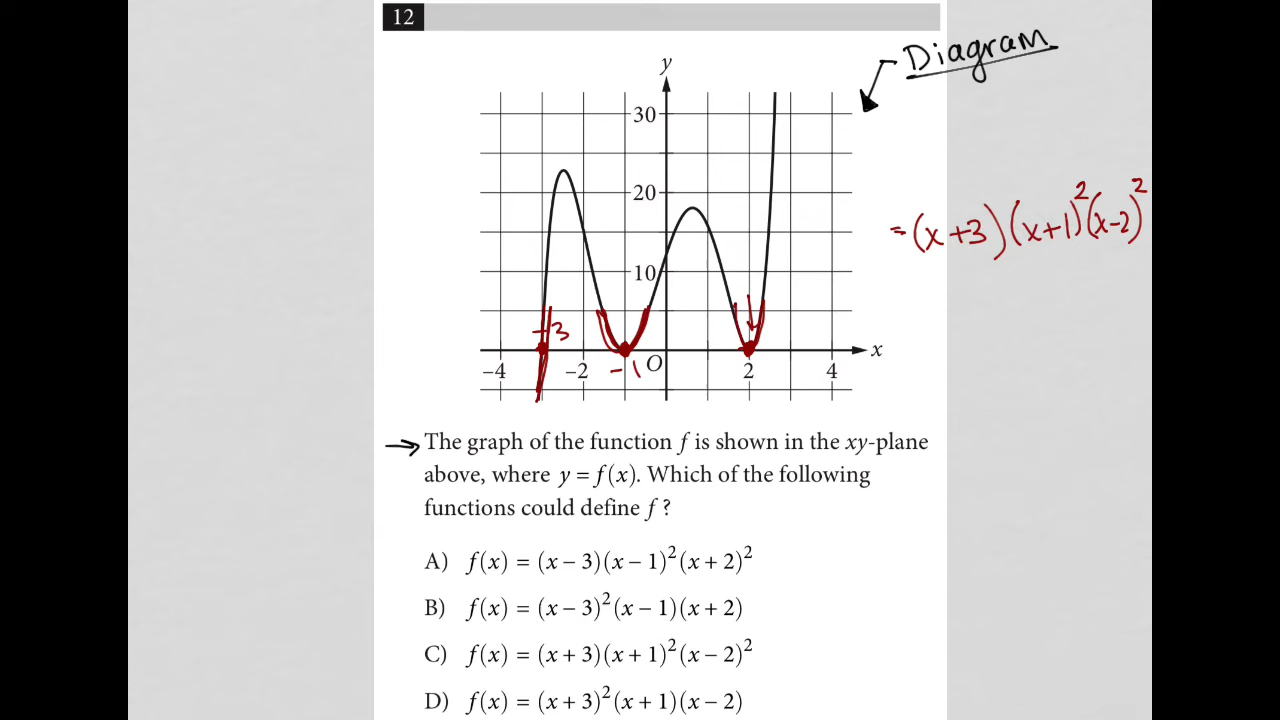 12
Diagram
y
30
20
10
= (x+3)(x+1)²(x-2)²
-3
-4 -2 -1 O 2 4 x
→ The graph of the function f is shown in the xy-plane
above, where y = f(x). Which of the following
functions could define f ?
A) f(x) = (x − 3)(x − 1)²(x + 2)²
B) f(x) = (x − 3)²(x − 1)(x + 2)
C) f(x) = (x + 3)(x + 1)²(x − 2)²
D) f(x) = (x + 3)²(x + 1)(x − 2)